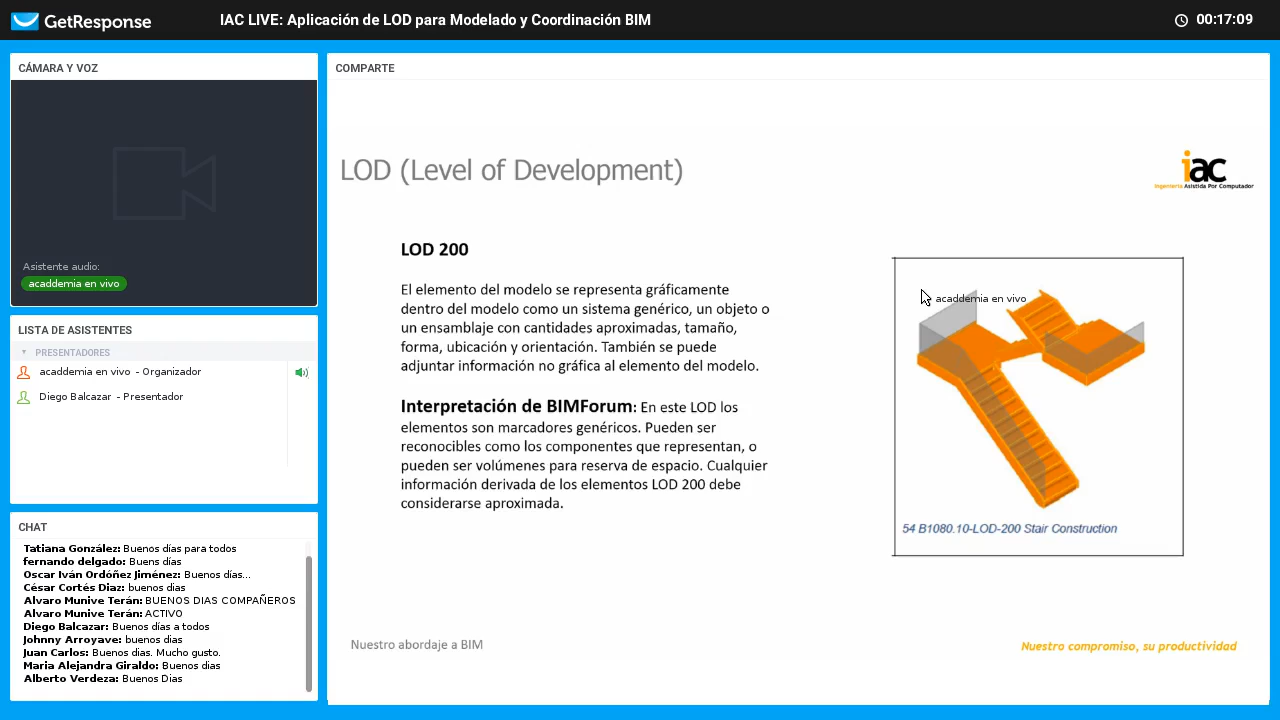 GetResponse
IAC LIVE: Aplicación de LOD para Modelado y Coordinación BIM
00:17:09
CÁMARA Y VOZ
Asistente audio:
acaddemia en vivo
LISTA DE ASISTENTES
PRESENTADORES
acaddemia en vivo - Organizador
Diego Balcazar - Presentador
CHAT
Tatiana González: Buenos días para todos
fernando delgado: Buens días
Oscar Iván Ordóñez Jiménez: Buenos días...
César Cortés Diaz: buenos dias
Alvaro Munive Terán: BUENOS DIAS COMPAÑEROS
Alvaro Munive Terán: ACTIVO
Diego Balcazar: Buenos días a todos
Johnny Arroyave: buenos dias
Juan Carlos: Buenos dias. Mucho gusto.
Maria Alejandra Giraldo: Buenos dias
Alberto Verdeza: Buenos Dias
COMPARTE
LOD (Level of Development)
iac
Ingeniería Asistida Por Computador
LOD 200
El elemento del modelo se representa gráficamente
dentro del modelo como un sistema genérico, un objeto o
un ensamblaje con cantidades aproximadas, tamaño,
forma, ubicación y orientación. También se puede
adjuntar información no gráfica al elemento del modelo.
Interpretación de BIMForum: En este LOD los
elementos son marcadores genéricos. Pueden ser
reconocibles como los componentes que representan, o
pueden ser volúmenes para reserva de espacio. Cualquier
información derivada de los elementos LOD 200 debe
considerarse aproximada.
acaddemia en vivo
54 B1080.10-LOD-200 Stair Construction
Nuestro abordaje a BIM
Nuestro compromiso, su productividad